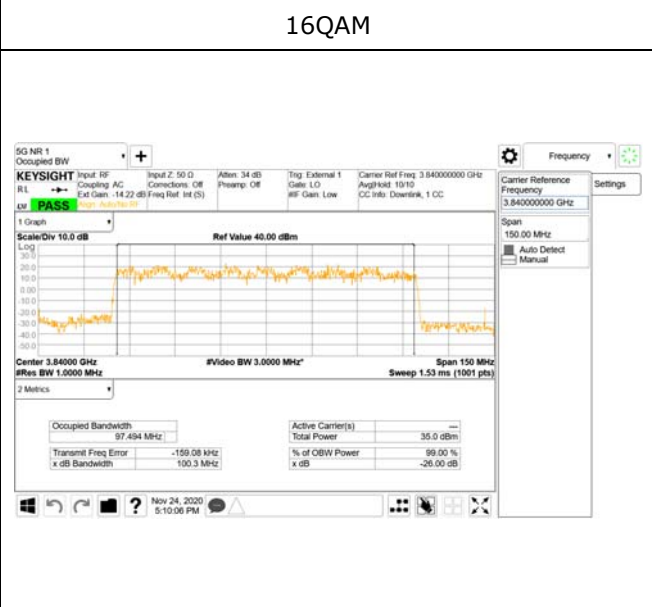 16QAM
5G NR 1
Occupied BW
Frequency
KEYSIGHT
RL
PASS
Input: RF
Coupling: AC
Ext Gain: -14.22 dB
Align: Auto/No RF
Input Z: 50 Ω
Corrections: Off
Freq Ref: Int (S)
Atten: 34 dB
Preamp: Off
Trig: External 1
Gate: LO
#IF Gain: Low
Carrier Ref Freq: 3.840000000 GHz
Avg|Hold: 10/10
CC Info: Downlink, 1 CC
Carrier Reference
Frequency
3.840000000 GHz
Settings
Span
150.00 MHz
Auto Detect
Manual
1 Graph
Scale/Div 10.0 dB
Ref Value 40.00 dBm
Log
30.0
20.0
10.0
0.00
-10.0
-20.0
-30.0
-40.0
-50.0
Center 3.84000 GHz
#Video BW 3.0000 MHz*
Span 150 MHz
#Res BW 1.0000 MHz
Sweep 1.53 ms (1001 pts)
2 Metrics
Occupied Bandwidth
97.494 MHz
Transmit Freq Error -159.08 kHz
x dB Bandwidth 100.3 MHz
Active Carrier(s) ---
Total Power 35.0 dBm
% of OBW Power 99.00 %
x dB -26.00 dB
?
Nov 24, 2020
5:10:06 PM